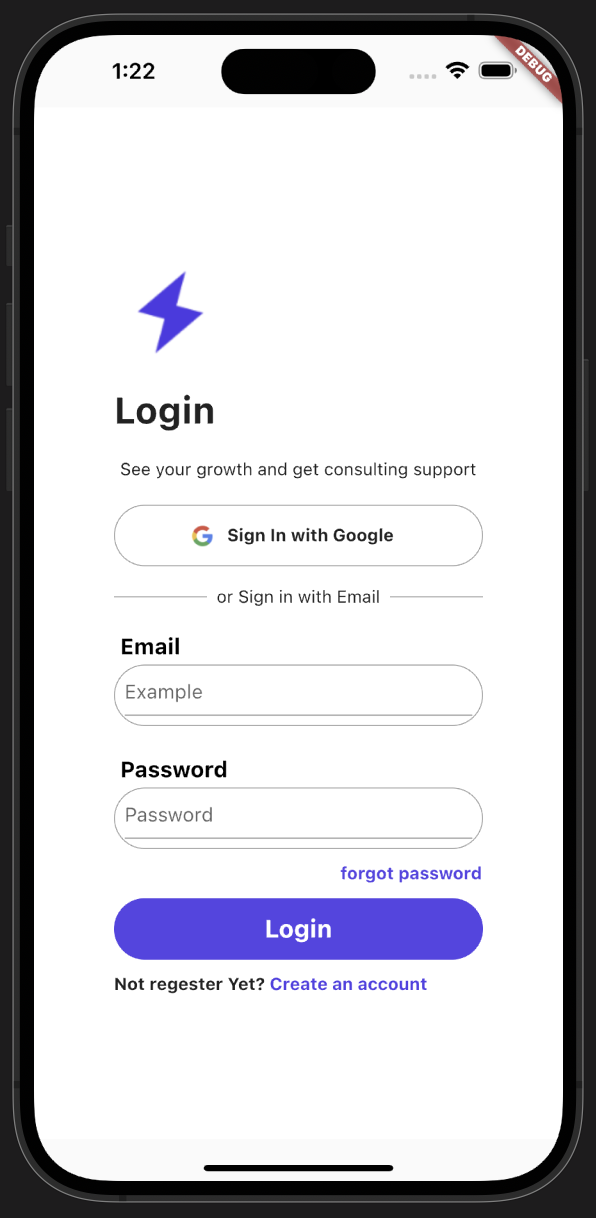 1:22
DEBUG
Login
See your growth and get consulting support
Sign In with Google
or Sign in with Email
Email
Example
Password
Password
forgot password
Login
Not regester Yet? Create an account